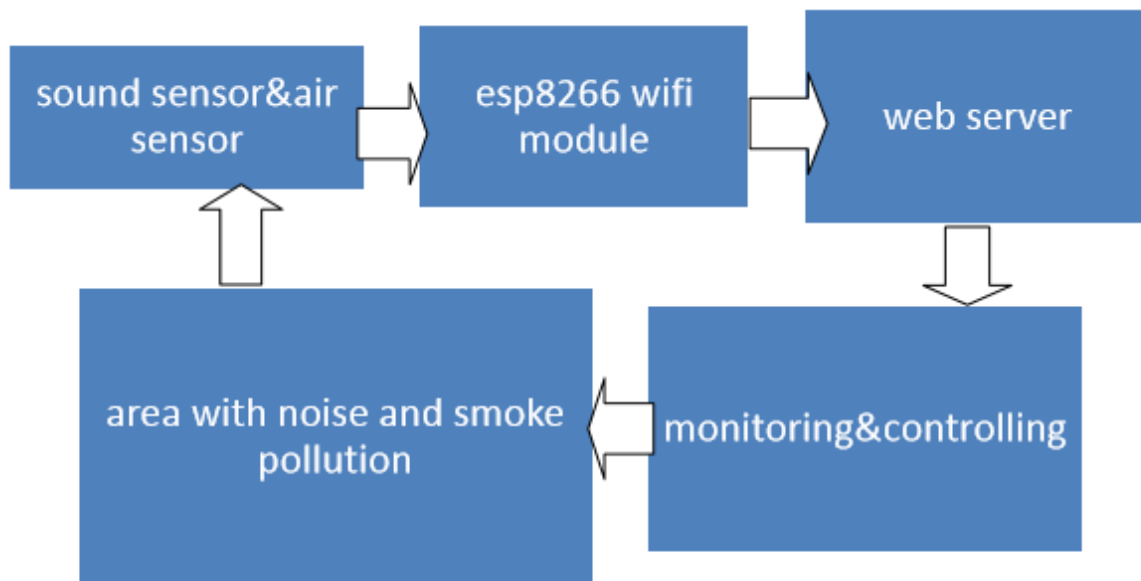 sound sensor&air
sensor
esp8266 wifi
module
web server
area with noise and smoke
pollution
monitoring&controlling